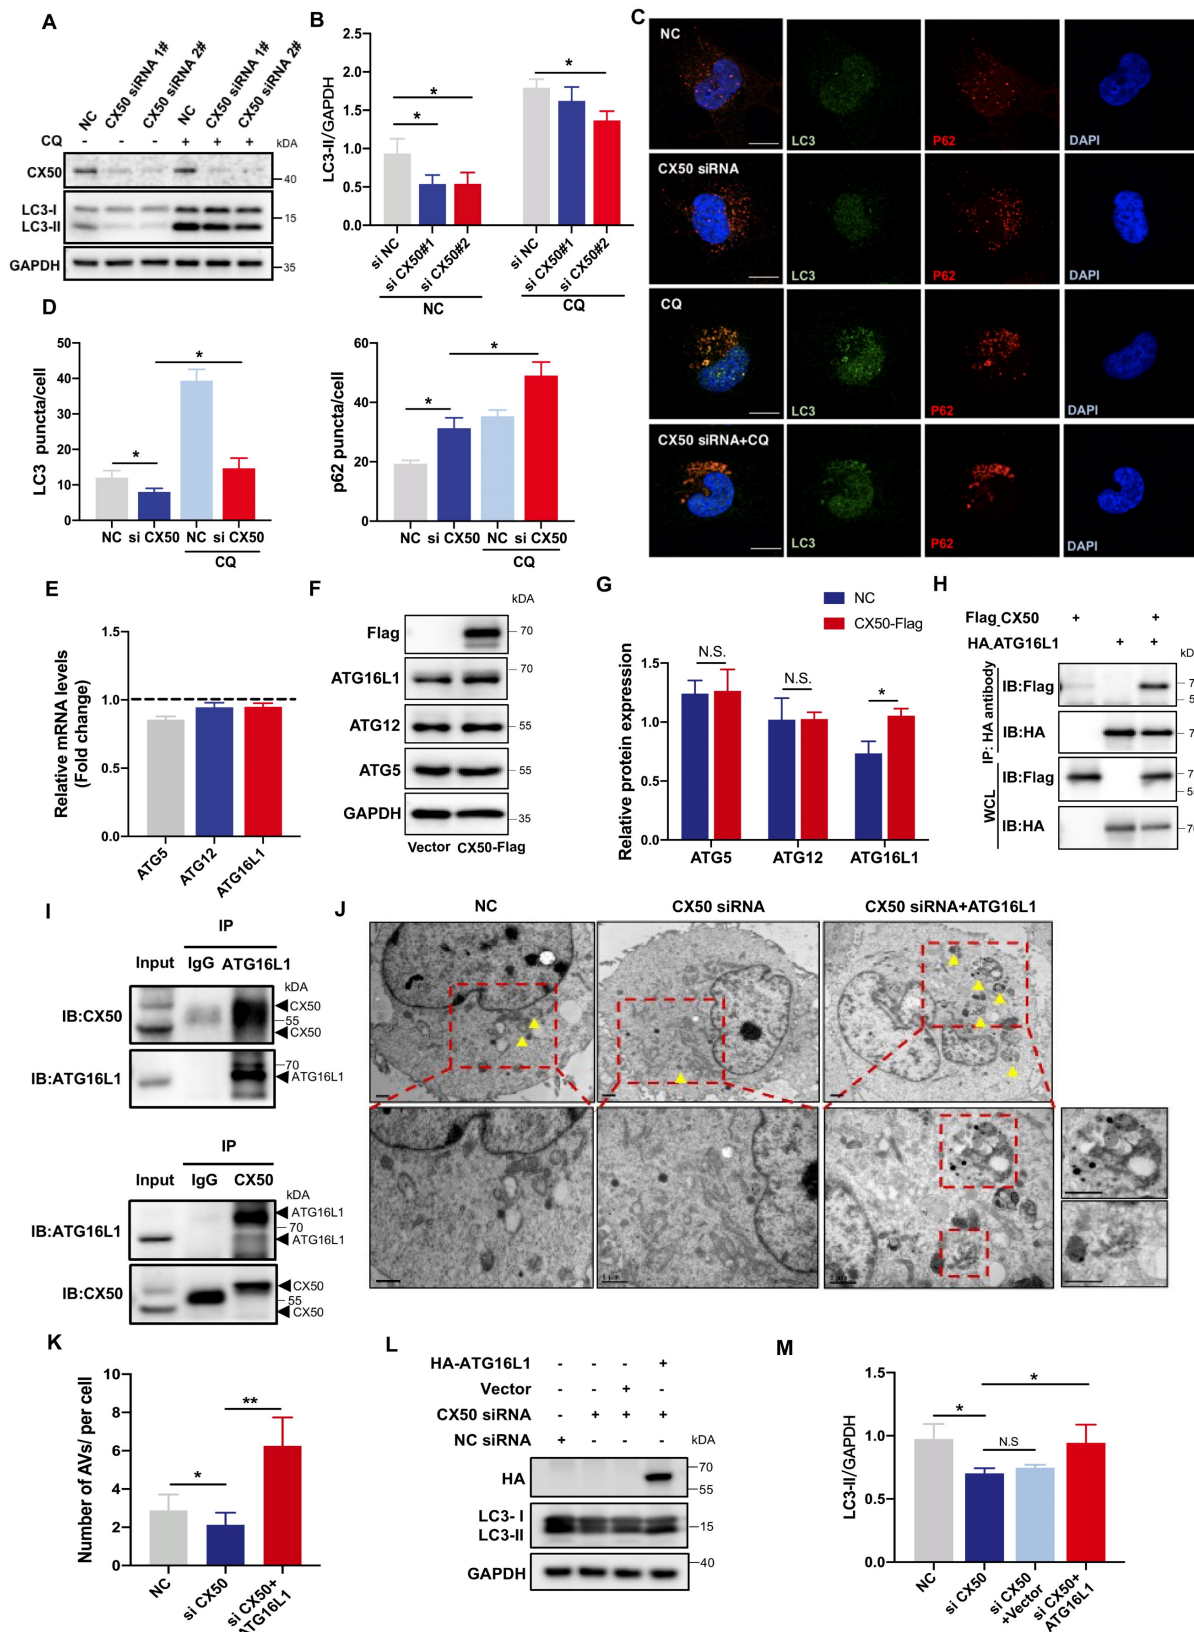 A
NC
CX50 siRNA 1#
CX50 siRNA 2#
NC
CX50 siRNA 1#
CX50 siRNA 2#
CQ - - - + + + kDA
CX50
40
LC3-I
LC3-II
15
GAPDH
35
B
LC3-II/GAPDH
2.5
2.0
1.5
1.0
0.5
0.0
* * *
si NC
si CX50#1
si CX50#2
si NC
si CX50#1
si CX50#2
NC CQ
C
NC LC3 P62 DAPI
CX50 siRNA LC3 P62 DAPI
CQ LC3 P62 DAPI
CX50 siRNA+CQ LC3 P62 DAPI
D
LC3 puncta/cell
50
40
30
20
10
0
* *
NC si CX50 NC si CX50
CQ
p62 puncta/cell
60
40
20
0
* *
NC si CX50 NC si CX50
CQ
E
Relative mRNA levels
(Fold change)
1.5
1.0
0.5
0.0
ATG5
ATG12
ATG16L1
F
kDA
Flag 70
70
ATG16L1
ATG12 55
ATG5 55
GAPDH 35
Vector CX50-Flag
G
NC
CX50-Flag
Relative protein expression
1.5
1.0
0.5
0.0
N.S.
N.S.
*
ATG5 ATG12 ATG16L1
H
Flag_CX50 + +
HA_ATG16L1 + +
IP: HA antibody
IB:Flag
IB:HA
WCL
IB:Flag
IB:HA
I
IP
Input IgG ATG16L1
kDA
IB:CX50
CX50
55
CX50
IB:ATG16L1
70
ATG16L1
IP
Input IgG CX50
kDA
IB:ATG16L1
ATG16L1
70
ATG16L1
IB:CX50
CX50
55
CX50
J
NC CX50 siRNA CX50 siRNA+ATG16L1
K
Number of AVs/ per cell
10
8
6
4
2
0
* **
NC
si CX50
si CX50+
ATG16L1
L
HA-ATG16L1 - - - +
Vector - - + -
CX50 siRNA - + + +
NC siRNA + - - - kDA
HA
70
55
LC3- I
LC3-II
15
40
GAPDH
M
LC3-II/GAPDH
1.5
1.0
0.5
0.0
*
N.S
*
NC
si CX50
si CX50
+Vector
si CX50+
ATG16L1